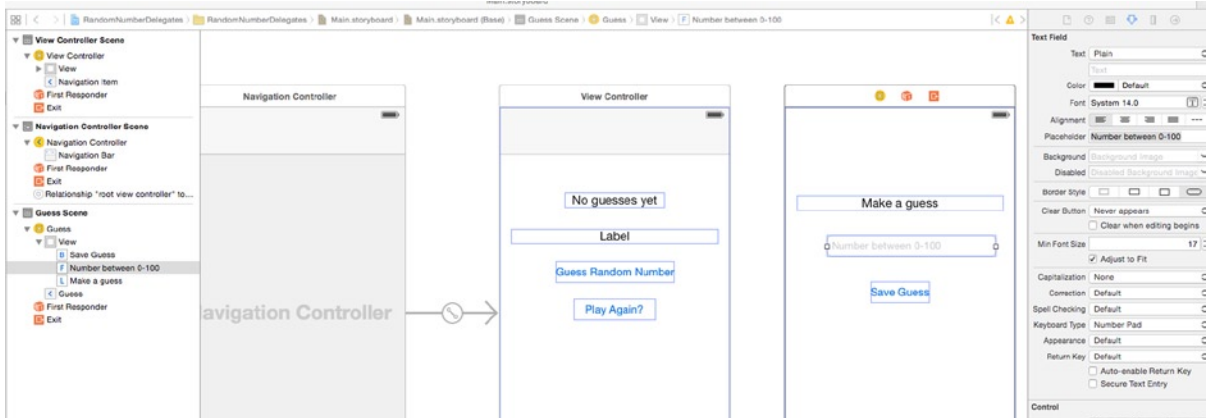 Main.storyboard
RandomNumberDelegates
RandomNumberDelegates
Main.storyboard
Main.storyboard (Base)
Guess Scene
Guess
View
F Number between 0-100
View Controller Scene
View Controller
View
Navigation Item
First Responder
Exit
Navigation Controller Scene
Navigation Controller
Navigation Bar
First Responder
Exit
Relationship "root view controller" to...
Guess Scene
Guess
View
B Save Guess
F Number between 0-100
L Make a guess
Guess
First Responder
Exit
Navigation Controller
avigation Controller
View Controller
No guesses yet
Label
Guess Random Number
Play Again?
Make a guess
Number between 0-100
Save Guess
Text Field
Text Plain
Text
Color Default
Font System 14.0
Alignment
Placeholder Number between 0-100
Background Background Image
Disabled Disabled Background Image
Border Style
Clear Button Never appears
Clear when editing begins
Min Font Size 17
Adjust to Fit
Capitalization None
Correction Default
Spell Checking Default
Keyboard Type Number Pad
Appearance Default
Return Key Default
Auto-enable Return Key
Secure Text Entry
Control